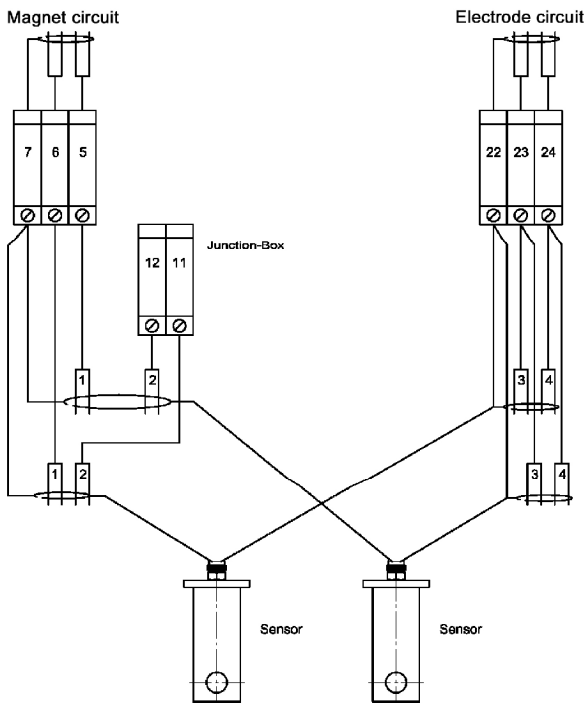 Magnet circuit
Electrode circuit
7 6 5
22 23 24
Junction-Box
12 11
1 2
3 4
1 2
3 4
Sensor
Sensor